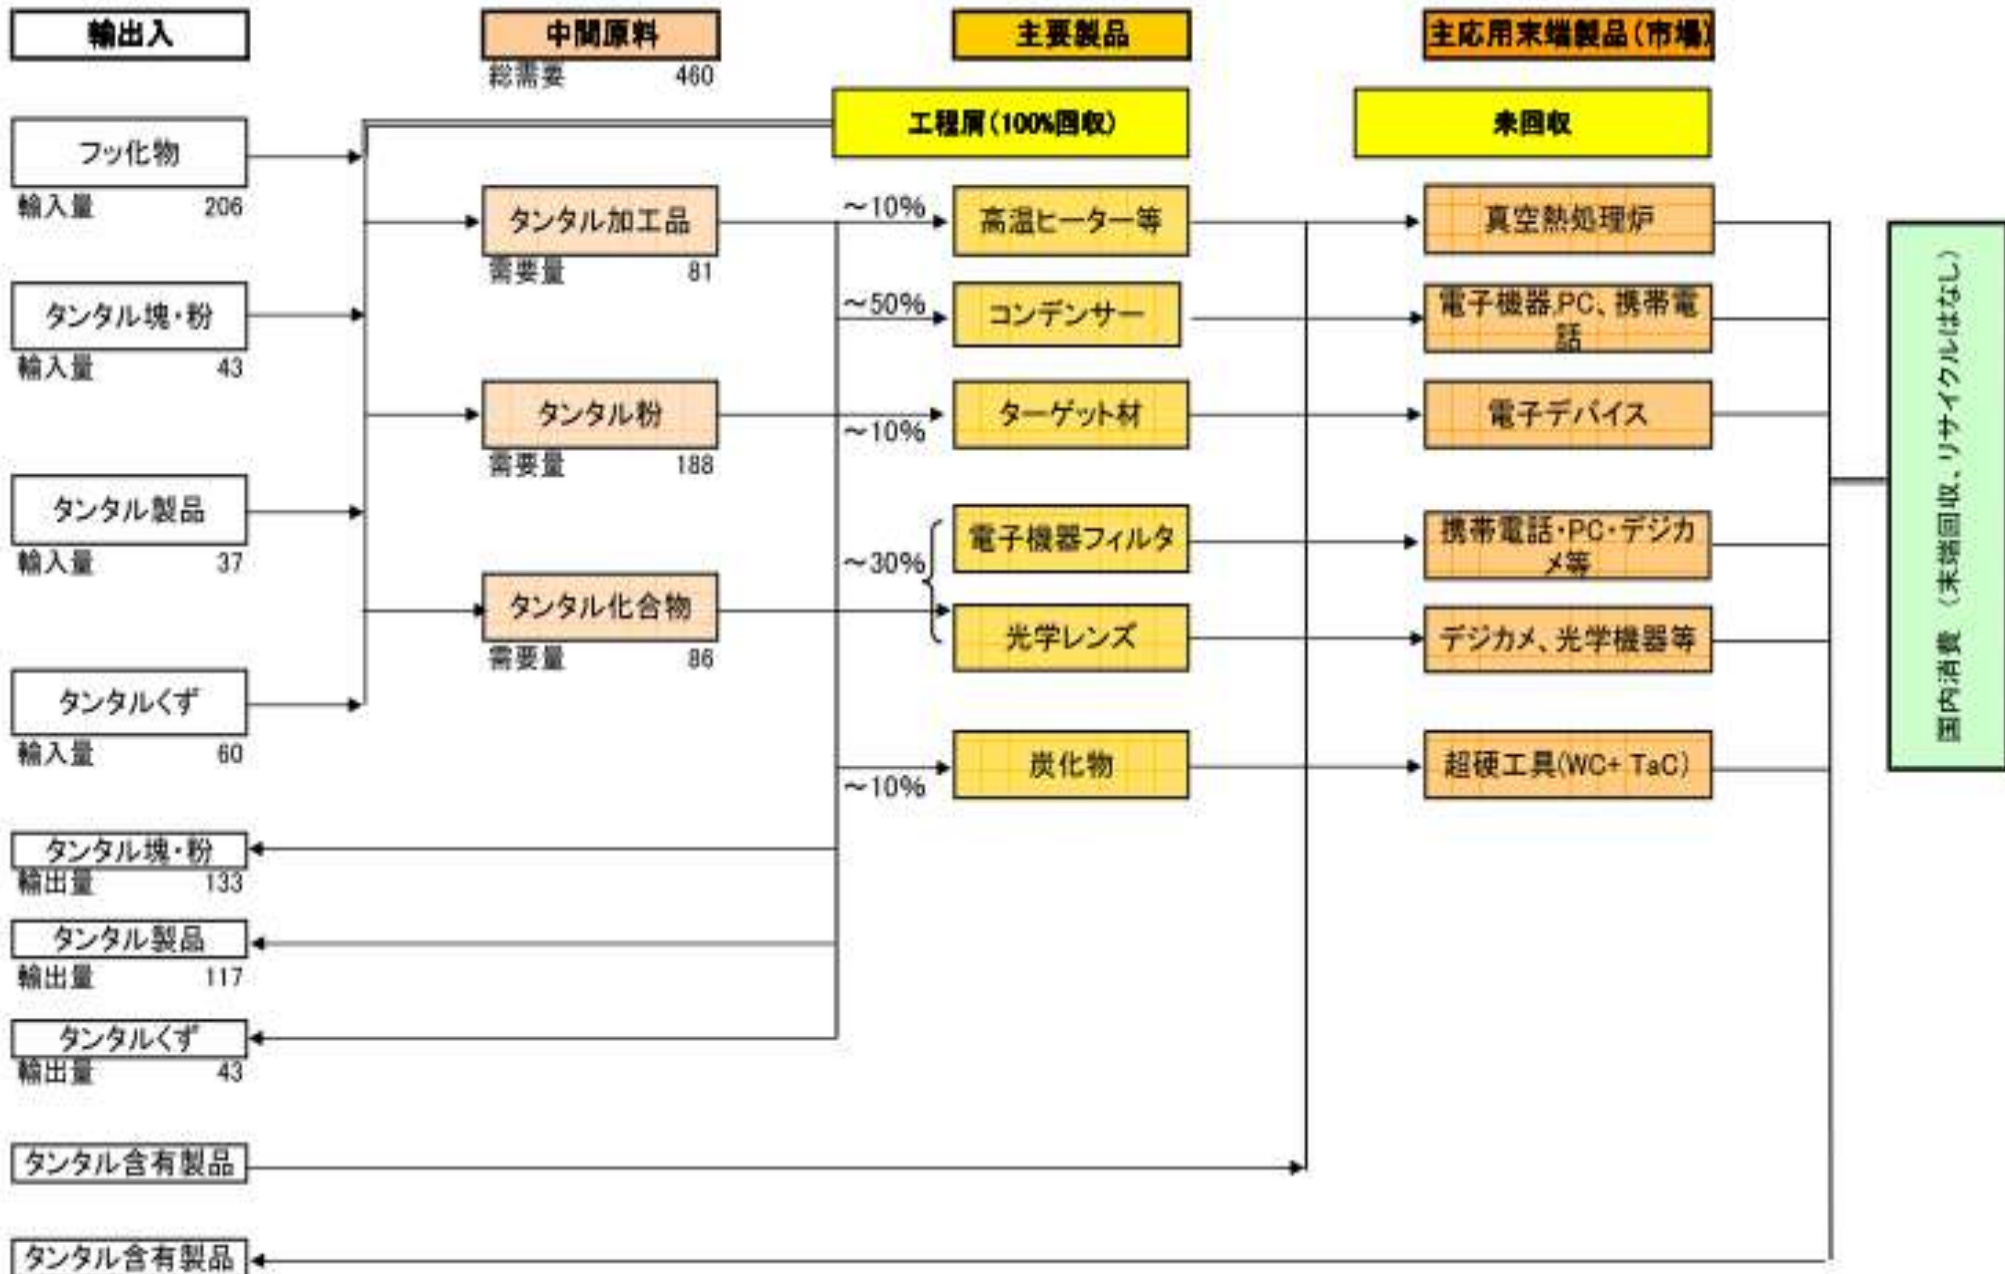 輸出入
中間原料
主要製品
主応用末端製品(市場)
総需要 460
工程屑(100%回収)
未回収
フッ化物
輸入量 206
タンタル加工品
需要量 81
~10%
高温ヒーター等
真空熱処理炉
タンタル塊・粉
輸入量 43
~50%
コンデンサー
電子機器,PC、携帯電
話
タンタル粉
需要量 188
~10%
ターゲット材
電子デバイス
タンタル製品
輸入量 37
~30%
電子機器フィルタ
携帯電話・PC・デジカ
メ等
タンタル化合物
需要量 86
光学レンズ
デジカメ、光学機器等
タンタルくず
輸入量 60
~10%
炭化物
超硬工具(WC+ TaC)
国内消費 (末端回収、リサイクルはなし)
タンタル塊・粉
輸出量 133
タンタル製品
輸出量 117
タンタルくず
輸出量 43
タンタル含有製品
タンタル含有製品